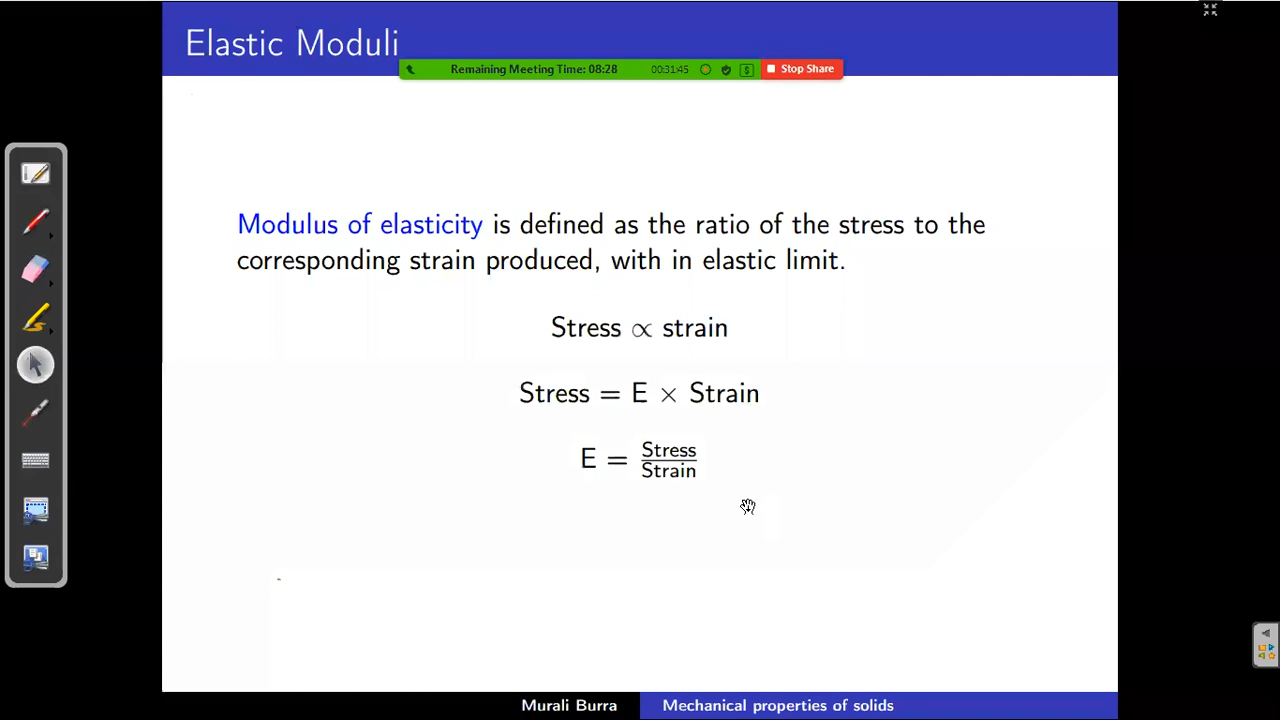 Elastic Moduli
Remaining Meeting Time: 08:28 00:31:45 Stop Share
Modulus of elasticity is defined as the ratio of the stress to the
corresponding strain produced, with in elastic limit.
Stress ∝ strain
Stress = E × Strain
E = Stress
Strain
Murali Burra Mechanical properties of solids